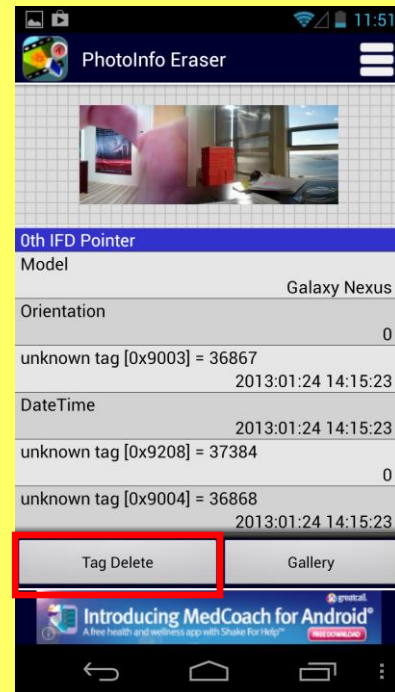 11:51
PhotoInfo Eraser
0th IFD Pointer
Model
Galaxy Nexus
Orientation
0
unknown tag [0x9003] = 36867
2013:01:24 14:15:23
DateTime
2013:01:24 14:15:23
unknown tag [0x9208] = 37384
0
unknown tag [0x9004] = 36868
2013:01:24 14:15:23
Tag Delete
Gallery
greatcall.
Introducing MedCoach for Android®
A free health and wellness app with Shake For Help™
FREE DOWNLOAD